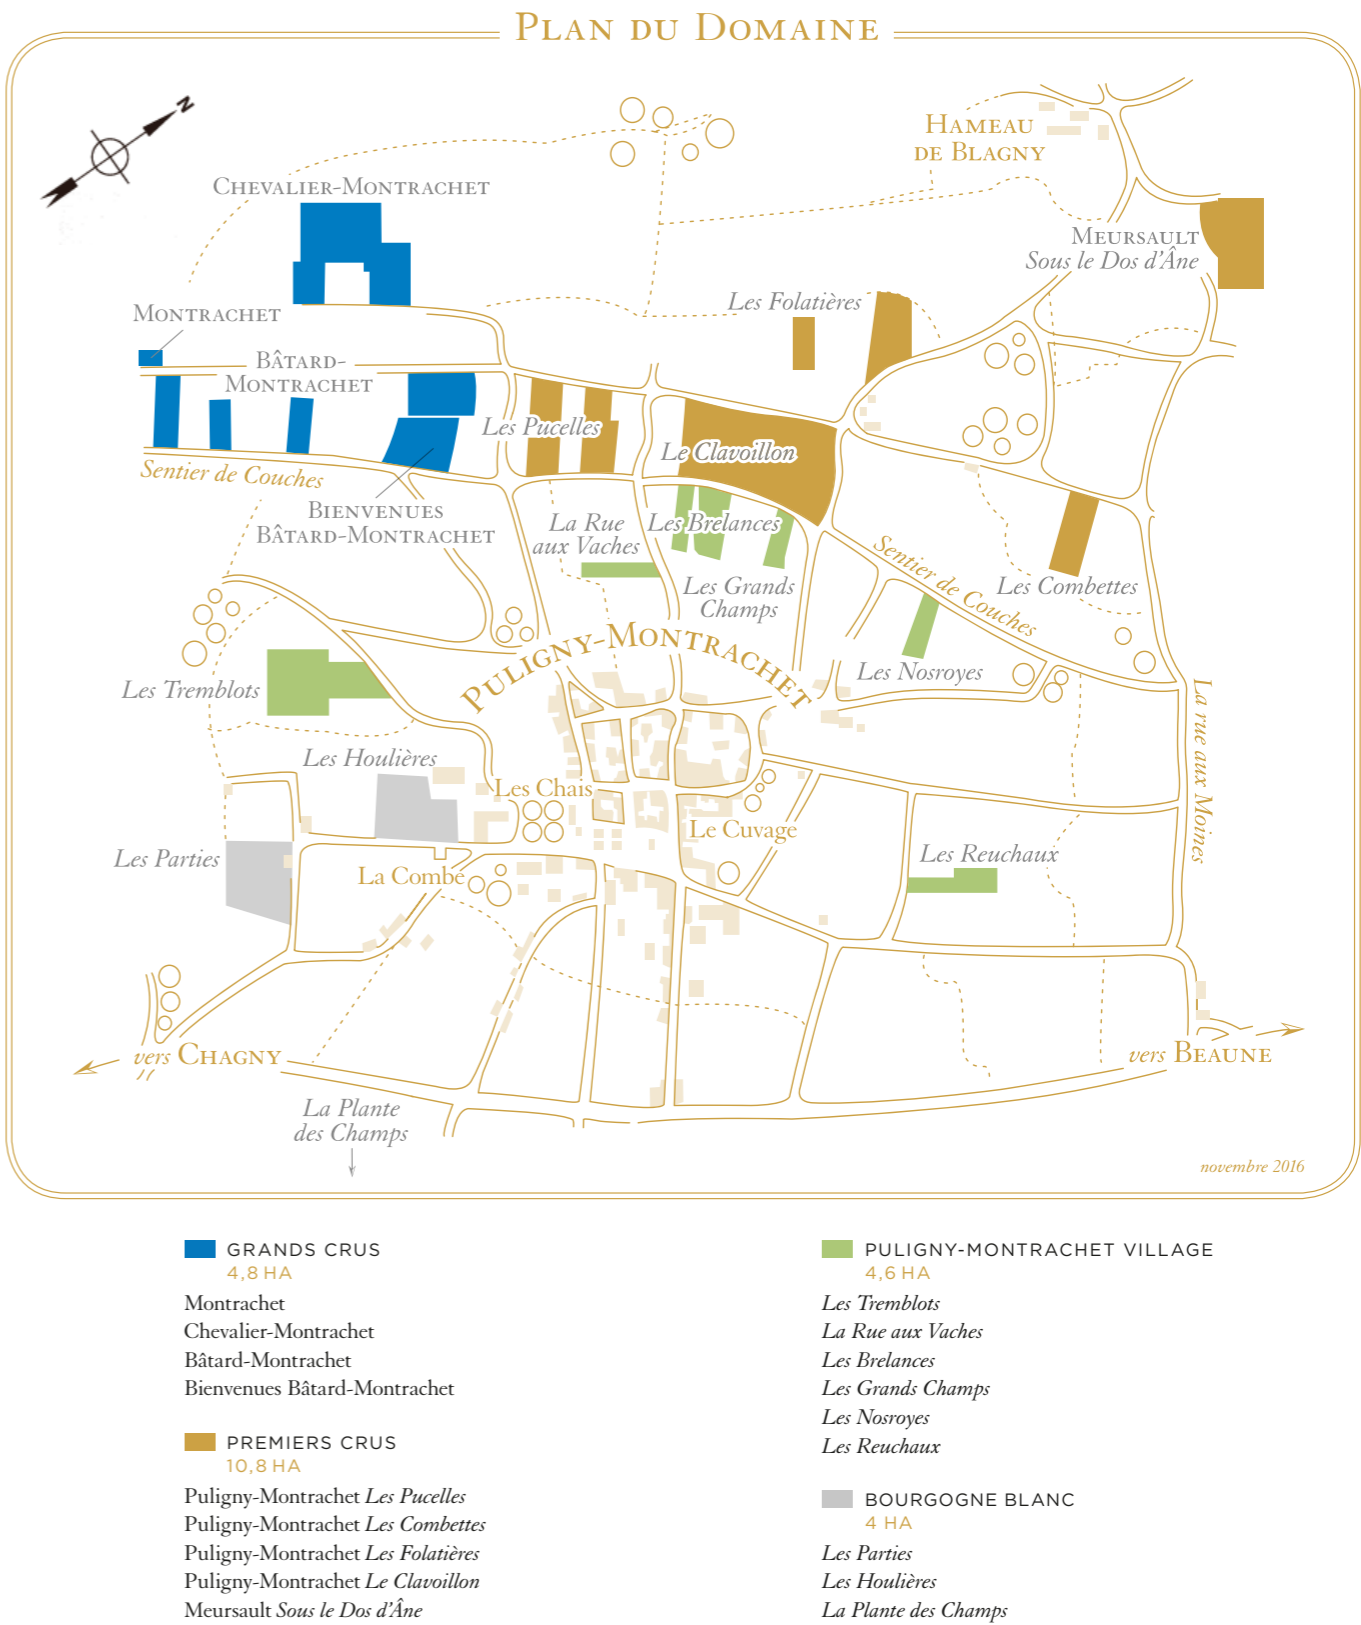 PLAN DU DOMAINE
N
HAMEAU
DE BLAGNY
CHEVALIER-MONTRACHET
MEURSAULT
Sous le Dos d'Âne
Les Folatières
MONTRACHET
BÂTARD-
MONTRACHET
Les Pucelles
Le Clavoillon
Sentier de Couches
BIENVENUES
BÂTARD-MONTRACHET
La Rue
aux Vaches
Les Brelances
Les Grands
Champs
Sentier de Couches
Les Combettes
PULIGNY-MONTRACHET
Les Nosroyes
Les Tremblots
La rue aux Moines
Les Houlières
Les Chais
Le Cuvage
Les Parties
La Combe
Les Reuchaux
vers CHAGNY
vers BEAUNE
La Plante
des Champs
novembre 2016
GRANDS CRUS
4,8 HA
Montrachet
Chevalier-Montrachet
Bâtard-Montrachet
Bienvenues Bâtard-Montrachet
PREMIERS CRUS
10,8 HA
Puligny-Montrachet Les Pucelles
Puligny-Montrachet Les Combettes
Puligny-Montrachet Les Folatières
Puligny-Montrachet Le Clavoillon
Meursault Sous le Dos d'Âne
PULIGNY-MONTRACHET VILLAGE
4,6 HA
Les Tremblots
La Rue aux Vaches
Les Brelances
Les Grands Champs
Les Nosroyes
Les Reuchaux
BOURGOGNE BLANC
4 HA
Les Parties
Les Houlières
La Plante des Champs